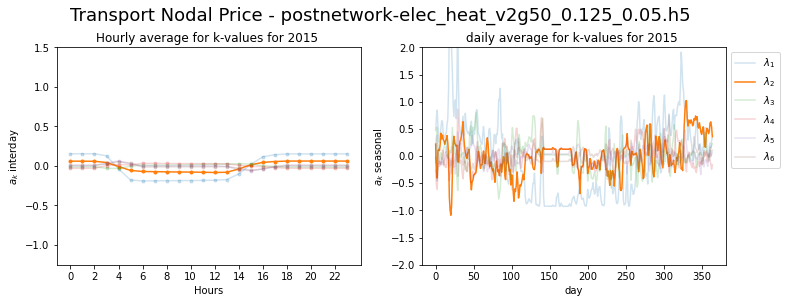 Transport Nodal Price - postnetwork-elec_heat_v2g50_0.125_0.05.h5
Hourly average for k-values for 2015
daily average for k-values for 2015
1.5
1.0
0.5
0.0
−0.5
−1.0
a_k interday
0 2 4 6 8 10 12 14 16 18 20 22
Hours
2.0
1.5
1.0
0.5
0.0
−0.5
−1.0
−1.5
−2.0
a_k seasonal
0 50 100 150 200 250 300 350
day
λ₁
λ₂
λ₃
λ₄
λ₅
λ₆